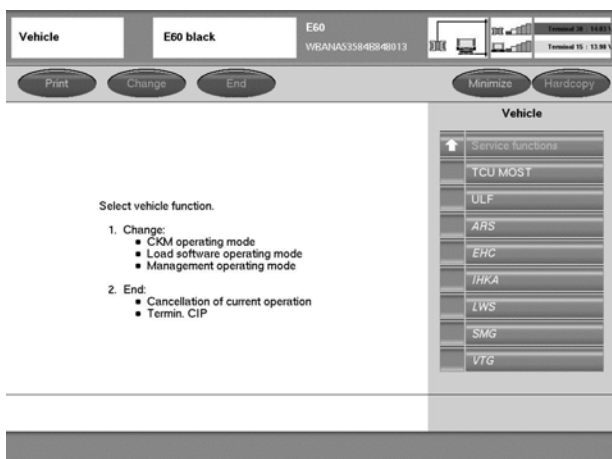 Vehicle
E60 black
E60
WBANA53584B848013
Terminal 30 : 14.03 V
Terminal 15 : 13.98 V
Print
Change
End
Minimize
Hardcopy
Vehicle
Service functions
TCU MOST
ULF
ARS
EHC
IHKA
LWS
SMG
VTG
Select vehicle function.
1. Change:
▪ CKM operating mode
▪ Load software operating mode
▪ Management operating mode
2. End:
▪ Cancellation of current operation
▪ Termin. CIP